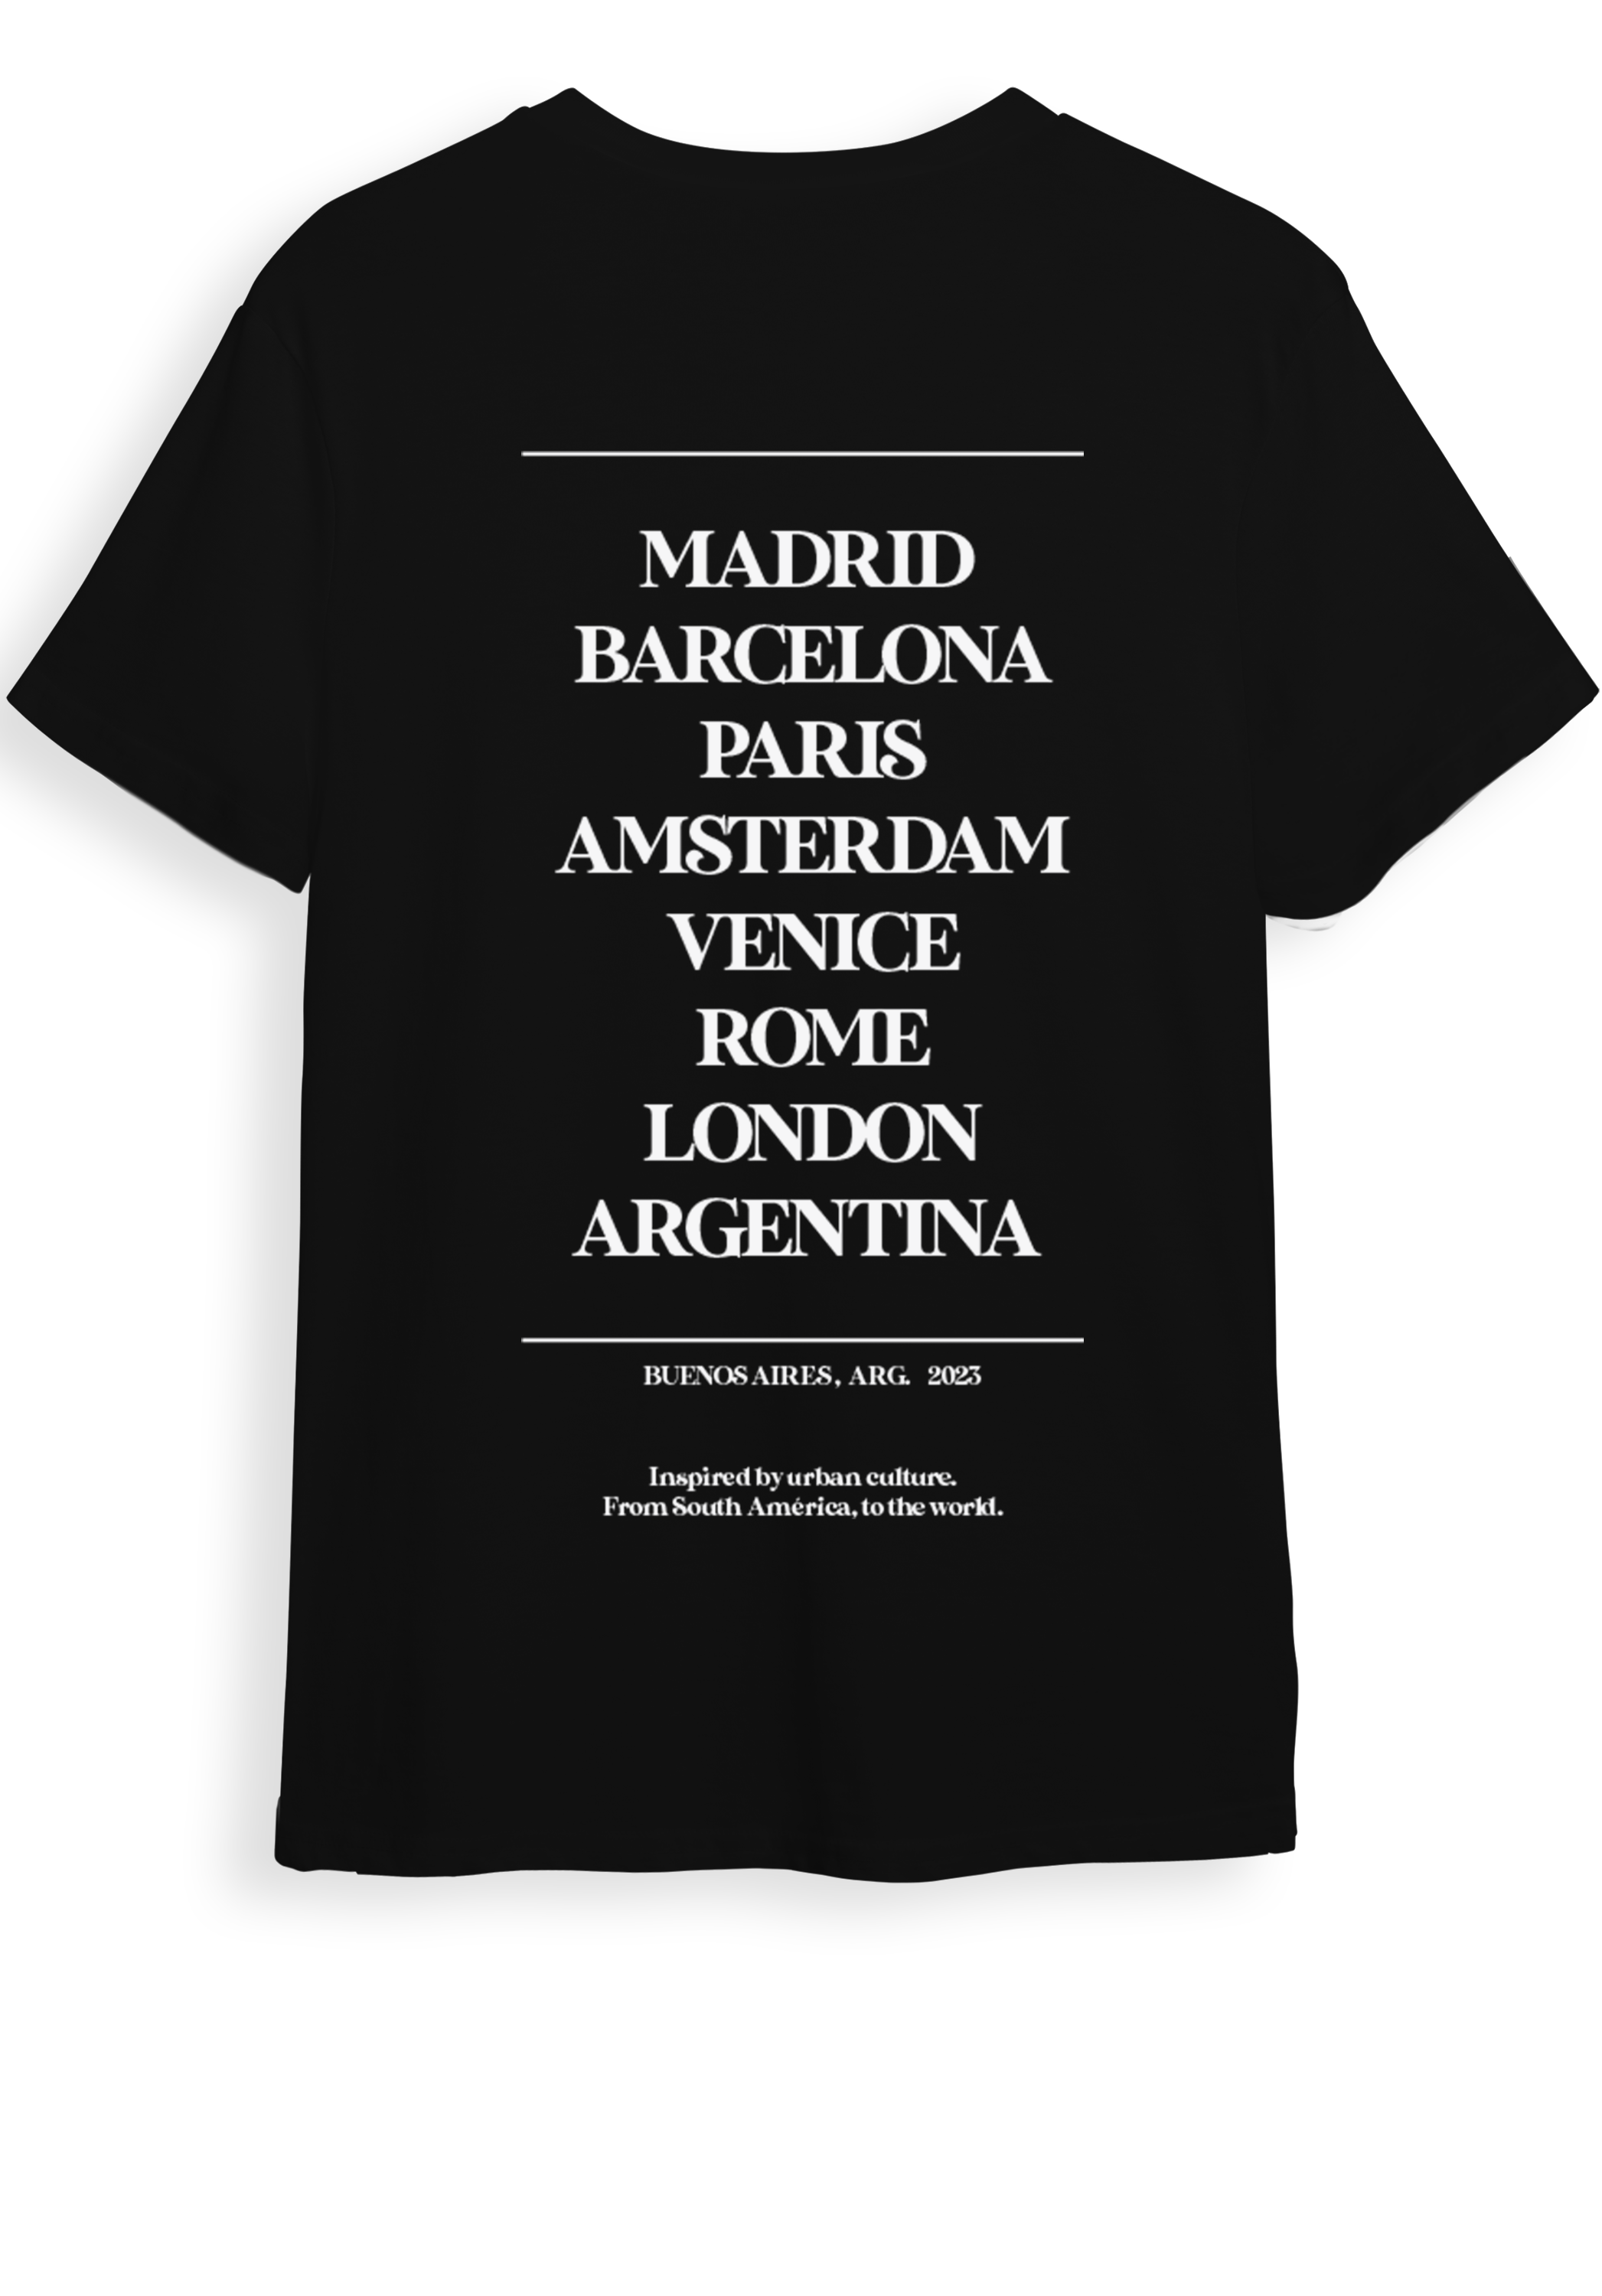 MADRID
BARCELONA
PARIS
AMSTERDAM
VENICE
ROME
LONDON
ARGENTINA
BUENOS AIRES, ARG. 2023
Inspired by urban culture.
From South América, to the world.